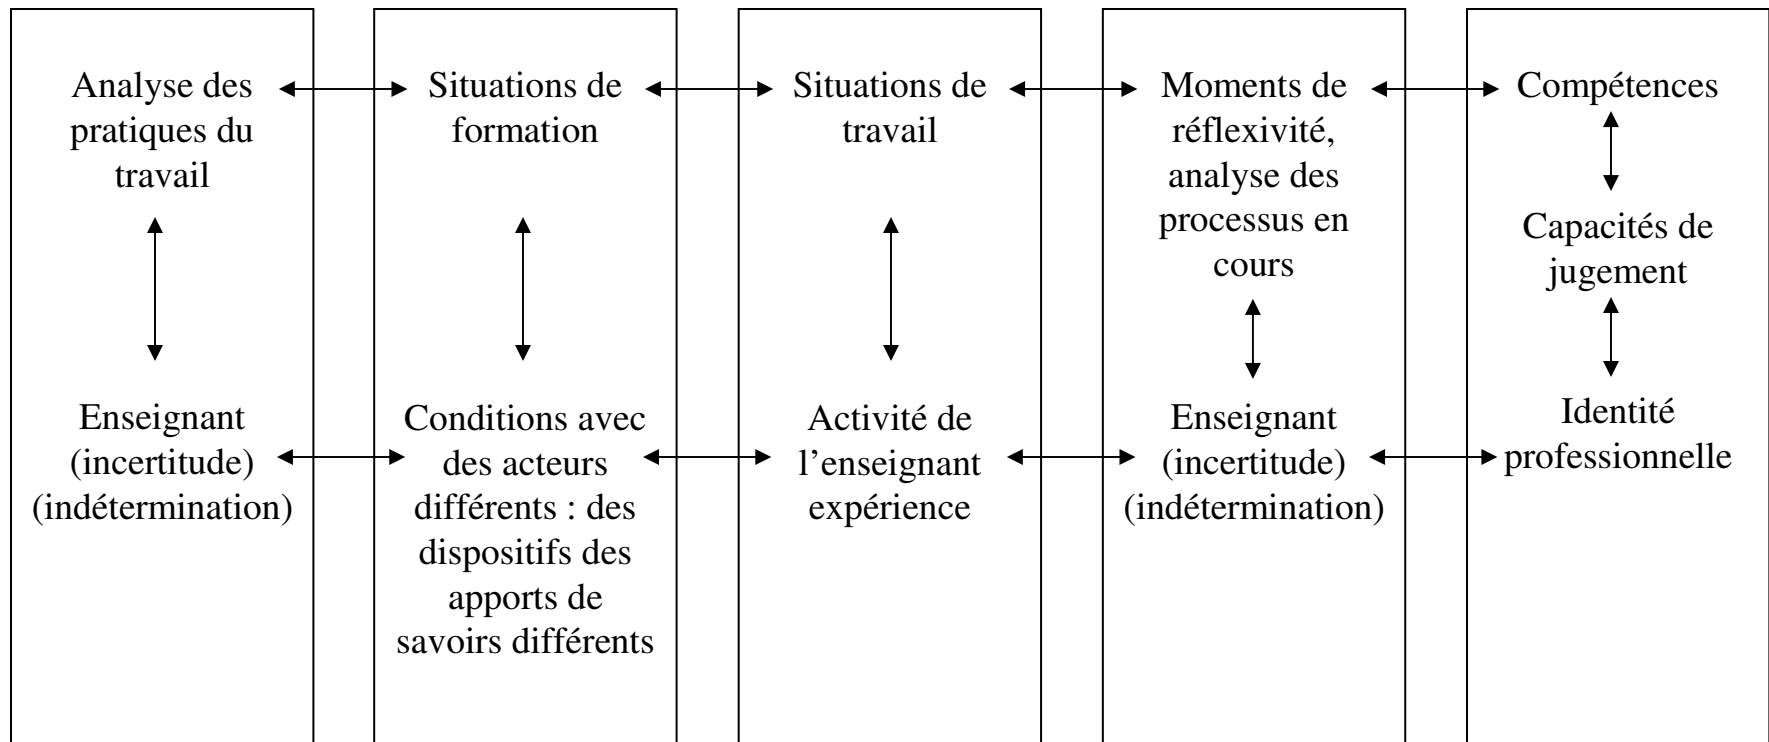 Analyse des
pratiques du
travail
Enseignant
(incertitude)
(indétermination)
Situations de
formation
Conditions avec
des acteurs
différents : des
dispositifs des
apports de
savoirs différents
Situations de
travail
Activité de
l’enseignant
expérience
Moments de
réflexivité,
analyse des
processus en
cours
Enseignant
(incertitude)
(indétermination)
Compétences
Capacités de
jugement
Identité
professionnelle